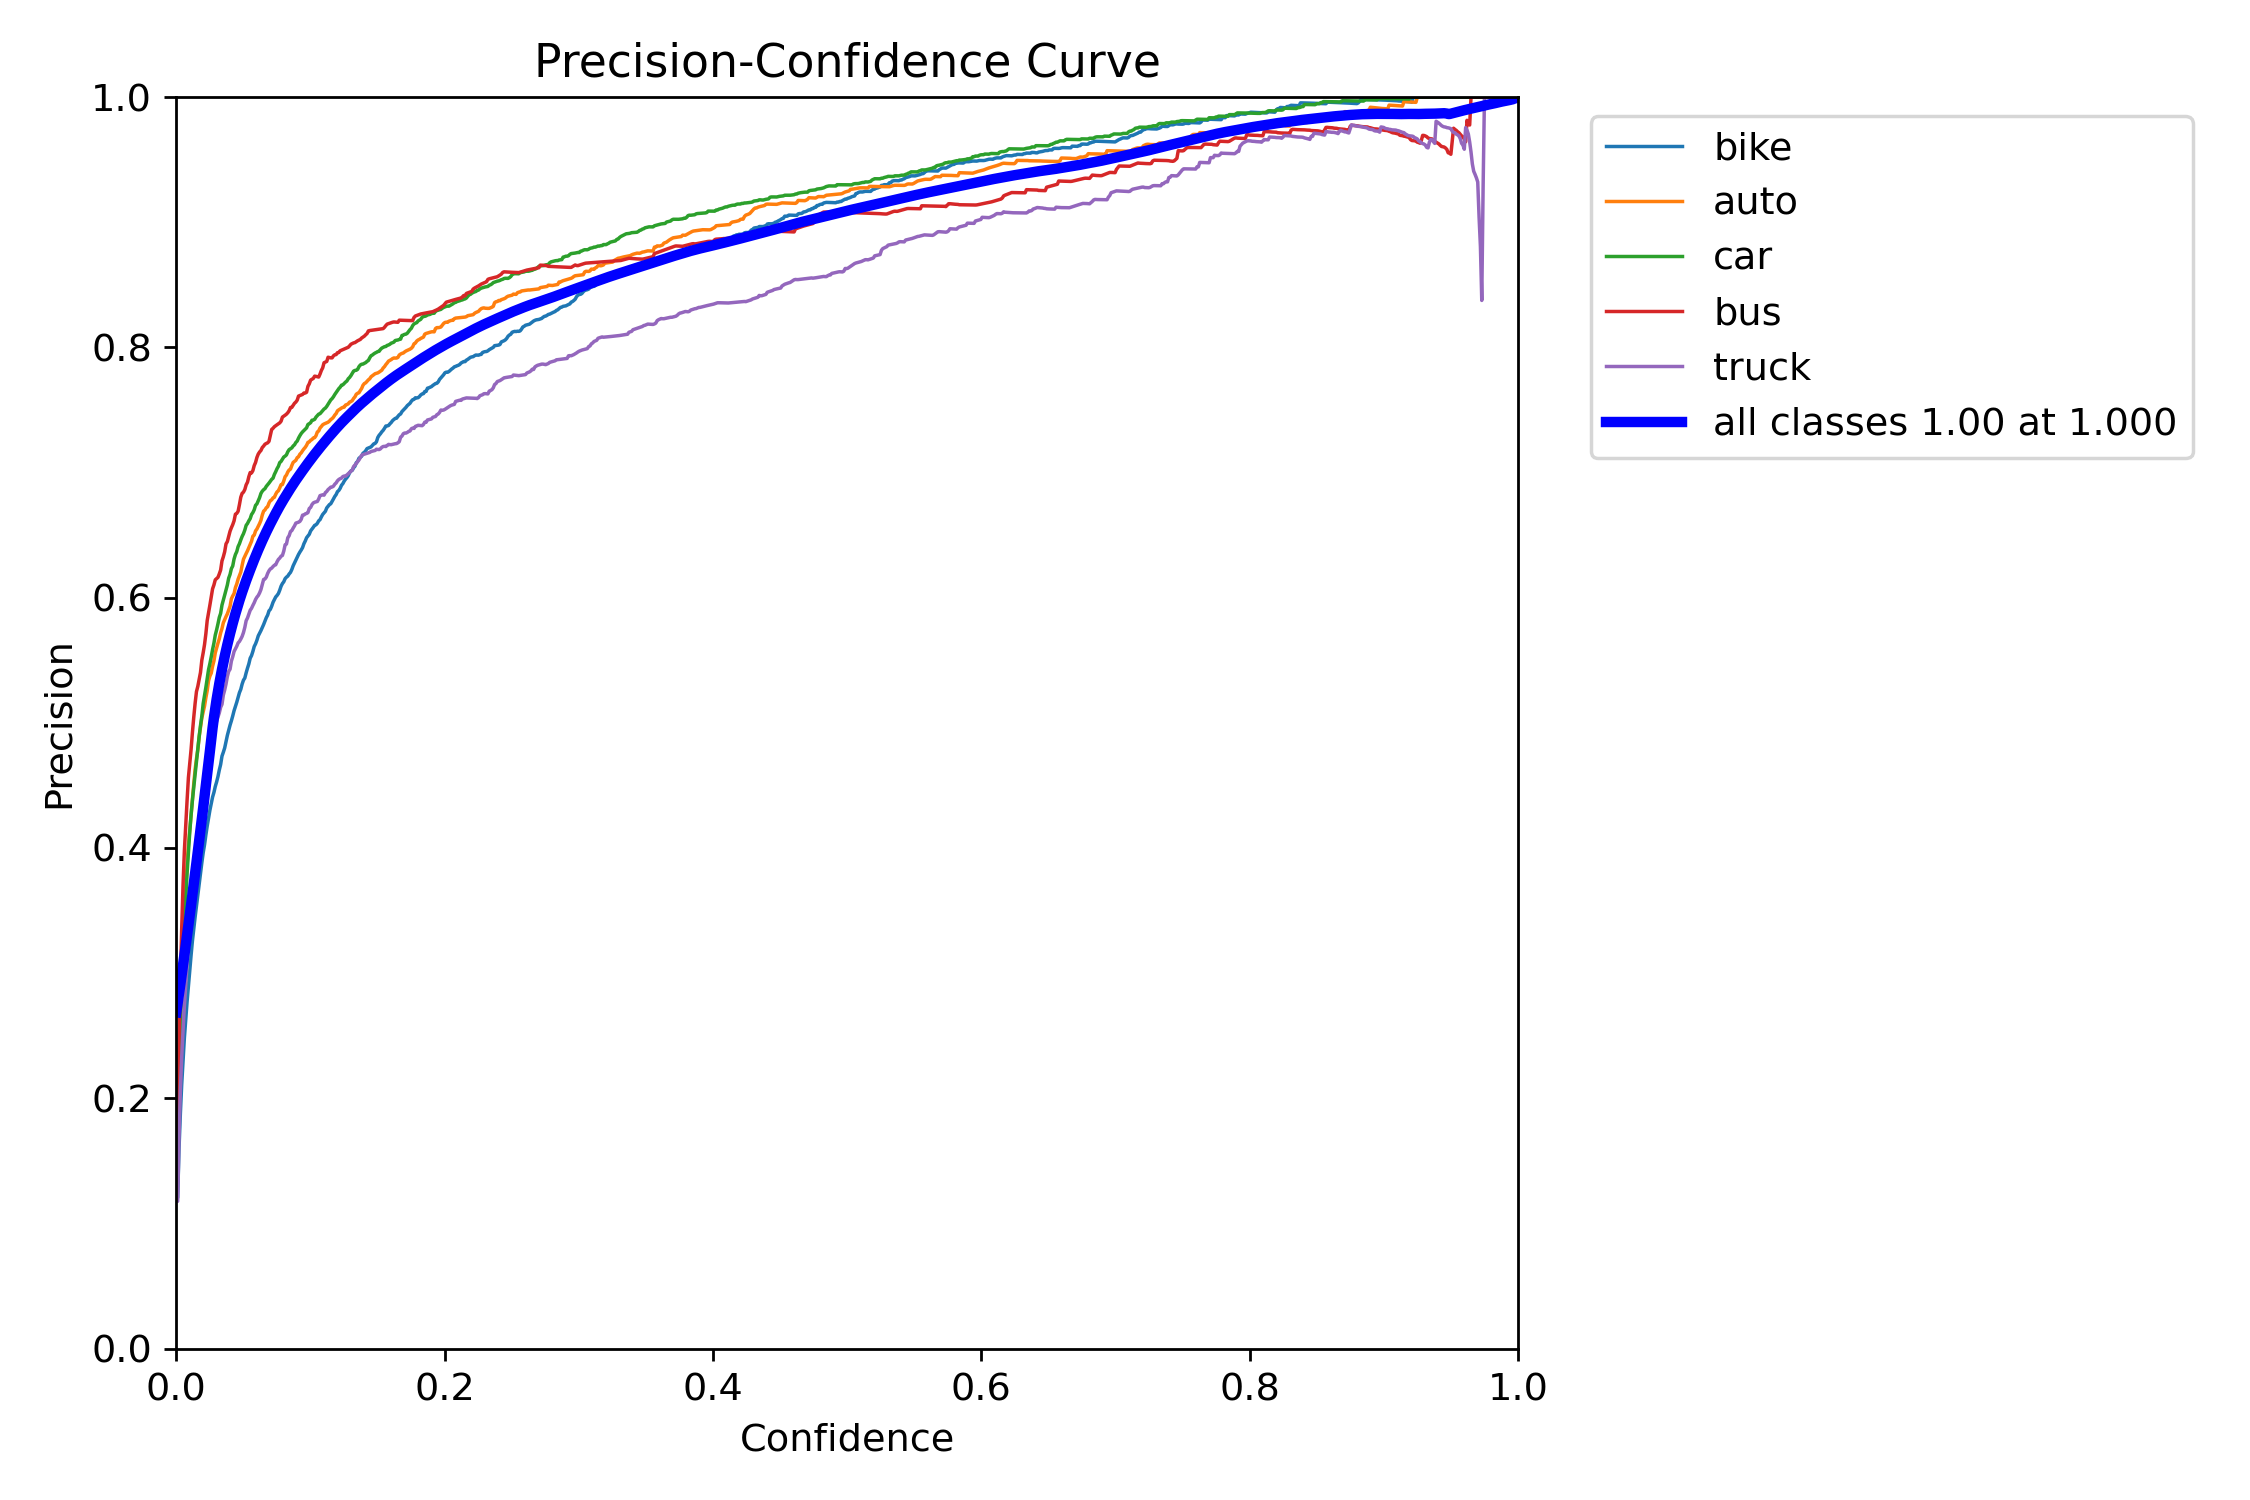 Precision-Confidence Curve
1.0
0.8
0.6
0.4
0.2
0.0
Precision
0.0 0.2 0.4 0.6 0.8 1.0
Confidence
bike
auto
car
bus
truck
all classes 1.00 at 1.000